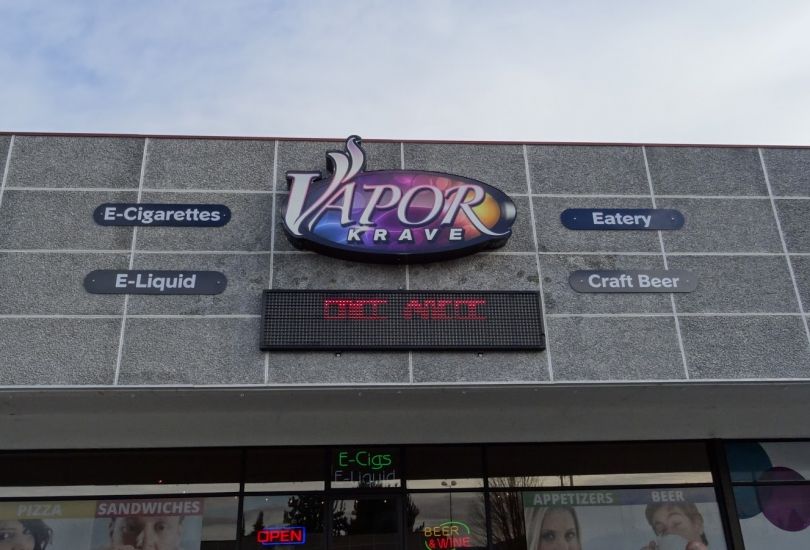 VAPOR
KRAVE
E-Cigarettes
Eatery
E-Liquid
Craft Beer
E-Cigs
E-Liquid
PIZZA
SANDWICHES
APPETIZERS
BEER
OPEN
BEER
& WINE